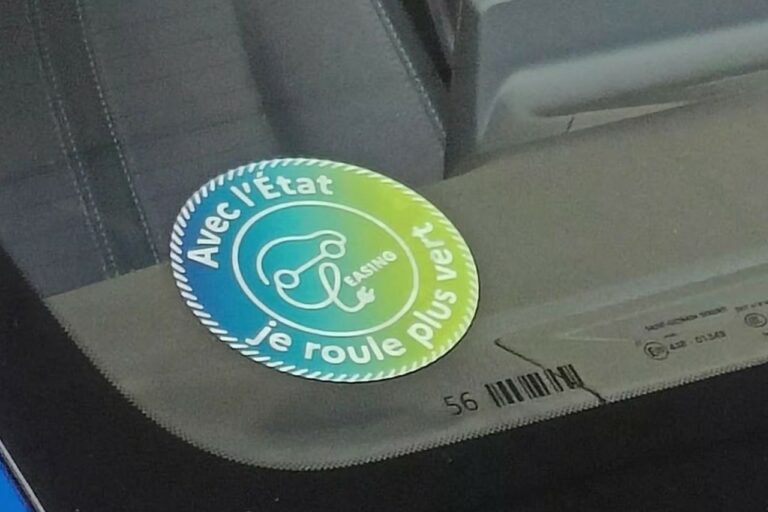 Avec l'État
EASING
je roule plus vert
56